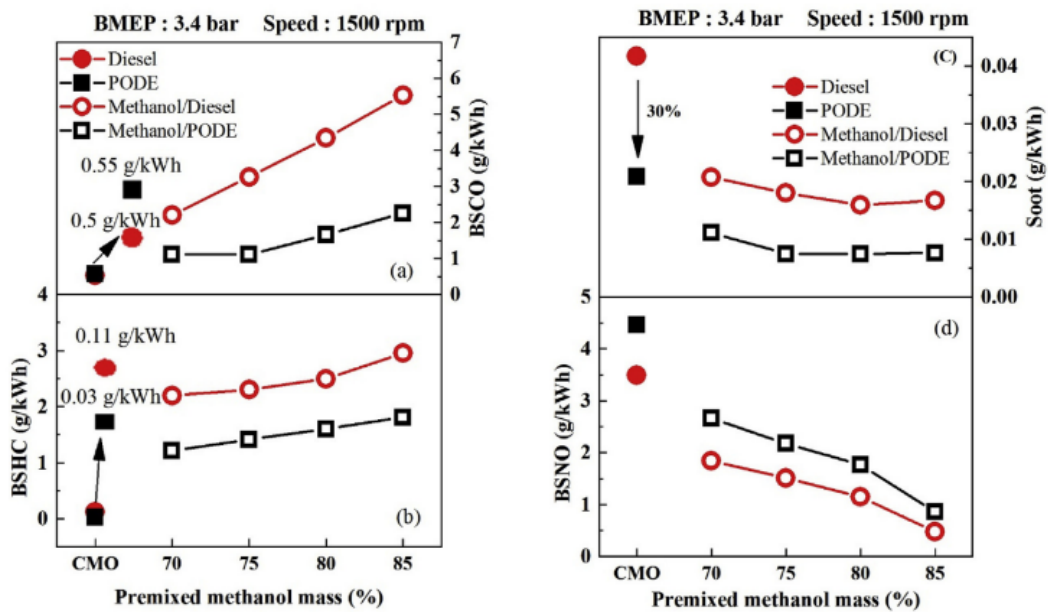 BMEP : 3.4 bar Speed : 1500 rpm
Diesel
PODE
Methanol/Diesel
Methanol/PODE
0.55 g/kWh
0.5 g/kWh
(a)
7
6
5
4
3
2
1
0
BSCO (g/kWh)
4
3
2
1
0
BSHC (g/kWh)
0.11 g/kWh
0.03 g/kWh
(b)
CMO 70 75 80 85
Premixed methanol mass (%)
BMEP : 3.4 bar Speed : 1500 rpm
(C)
30%
Diesel
PODE
Methanol/Diesel
Methanol/PODE
0.04
0.03
0.02
0.01
0.00
Soot (g/kWh)
5
4
3
2
1
0
BSNO (g/kWh)
(d)
CMO 70 75 80 85
Premixed methanol mass (%)